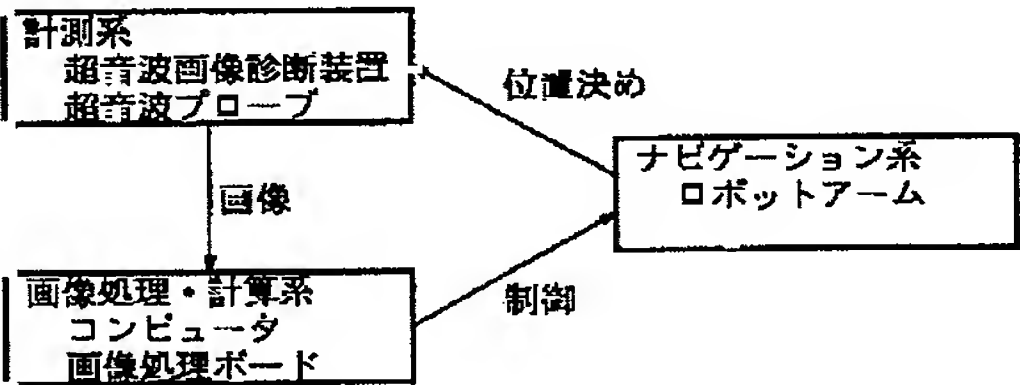 計測系
超音波画像診断装置
超音波プローブ
位置決め
ナビゲーション系
ロボットアーム
画像
画像処理・計算系
コンピュータ
画像処理ボード
制御